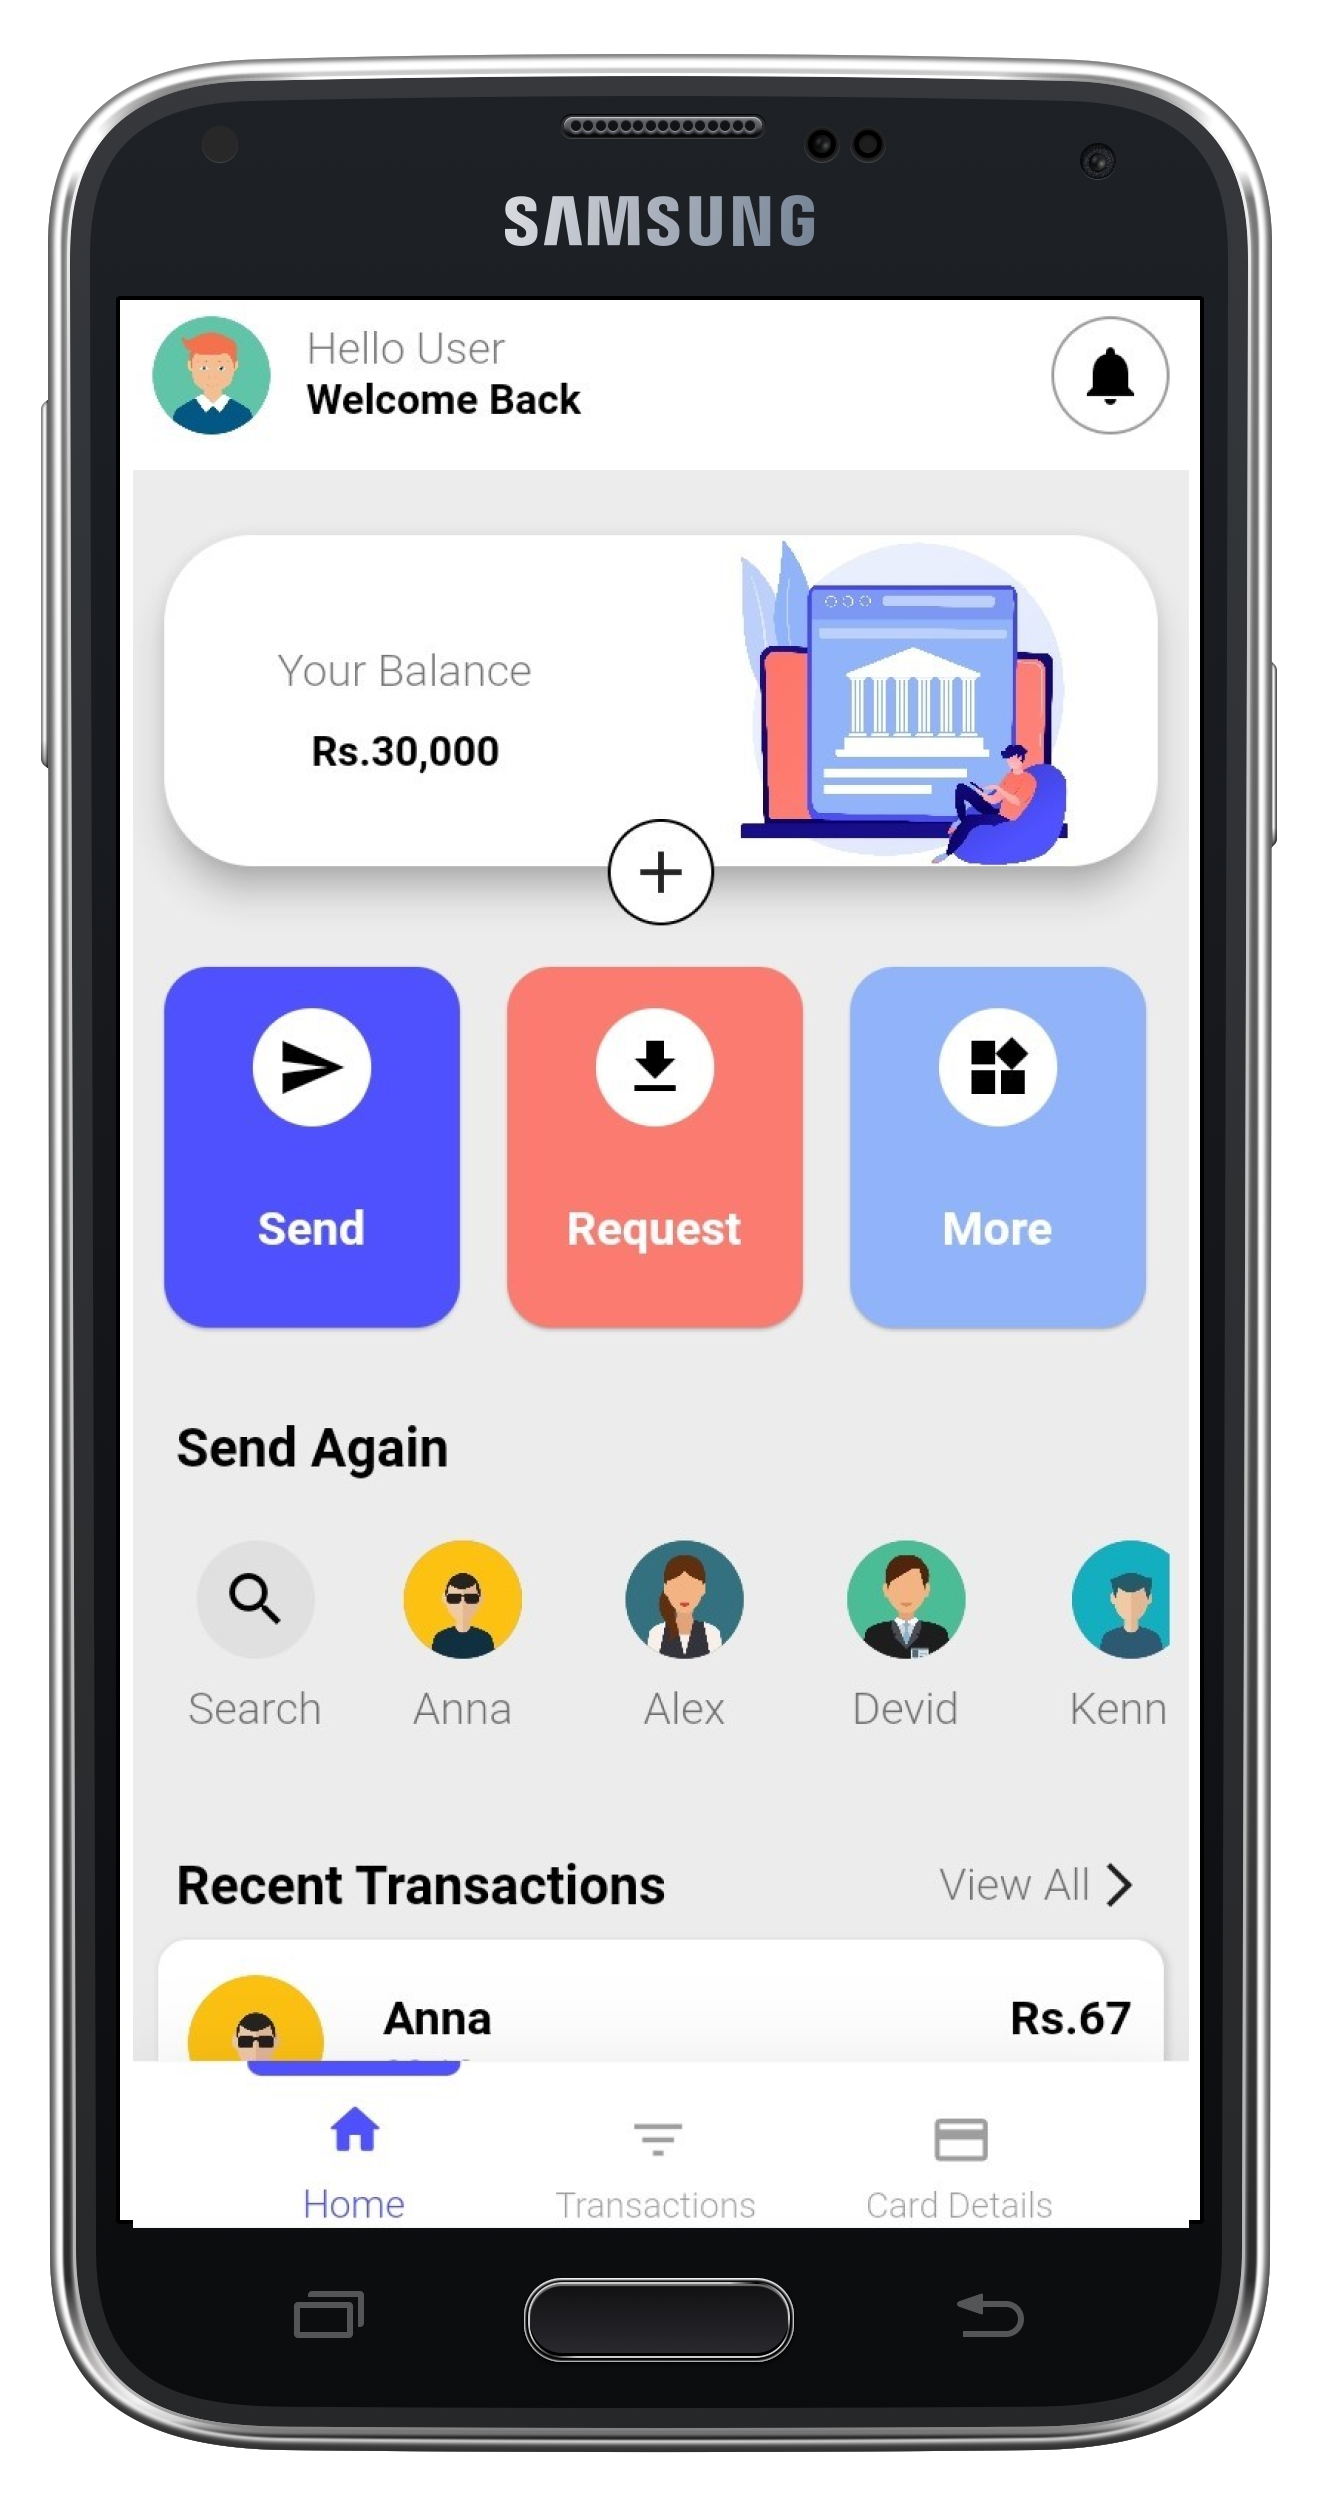 SAMSUNG
Hello User
Welcome Back
Your Balance
Rs.30,000
Send
Request
More
Send Again
Search
Anna
Alex
Devid
Kenn
Recent Transactions
View All
Anna
Rs.67
Home
Transactions
Card Details